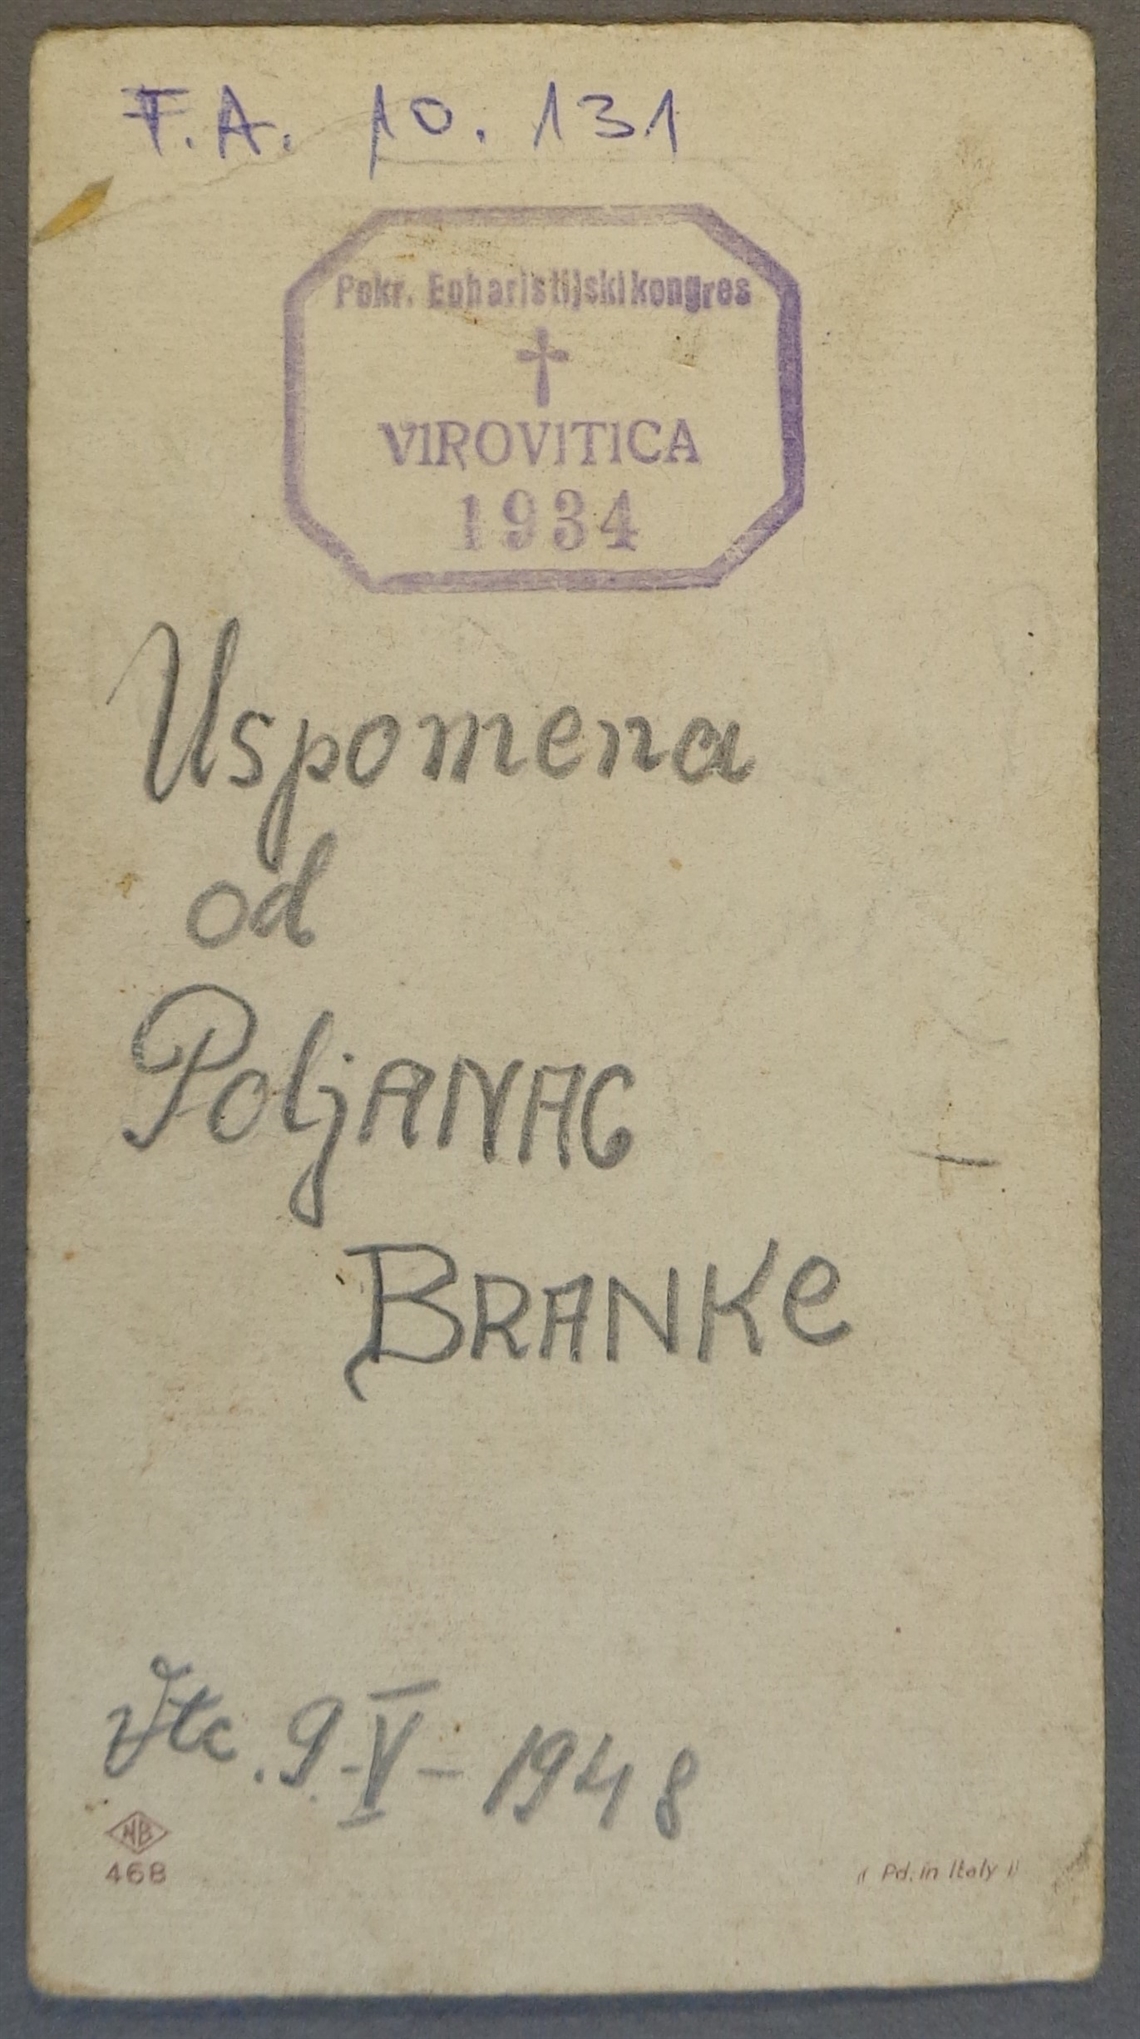 F.A. 10. 131
Pokr. Euharistijski kongres
VIROVITICA
1934
Uspomena
od
PoljANAC
BRANKe
Vtc. 9-V-1948
NB
468
Pd. in Italy